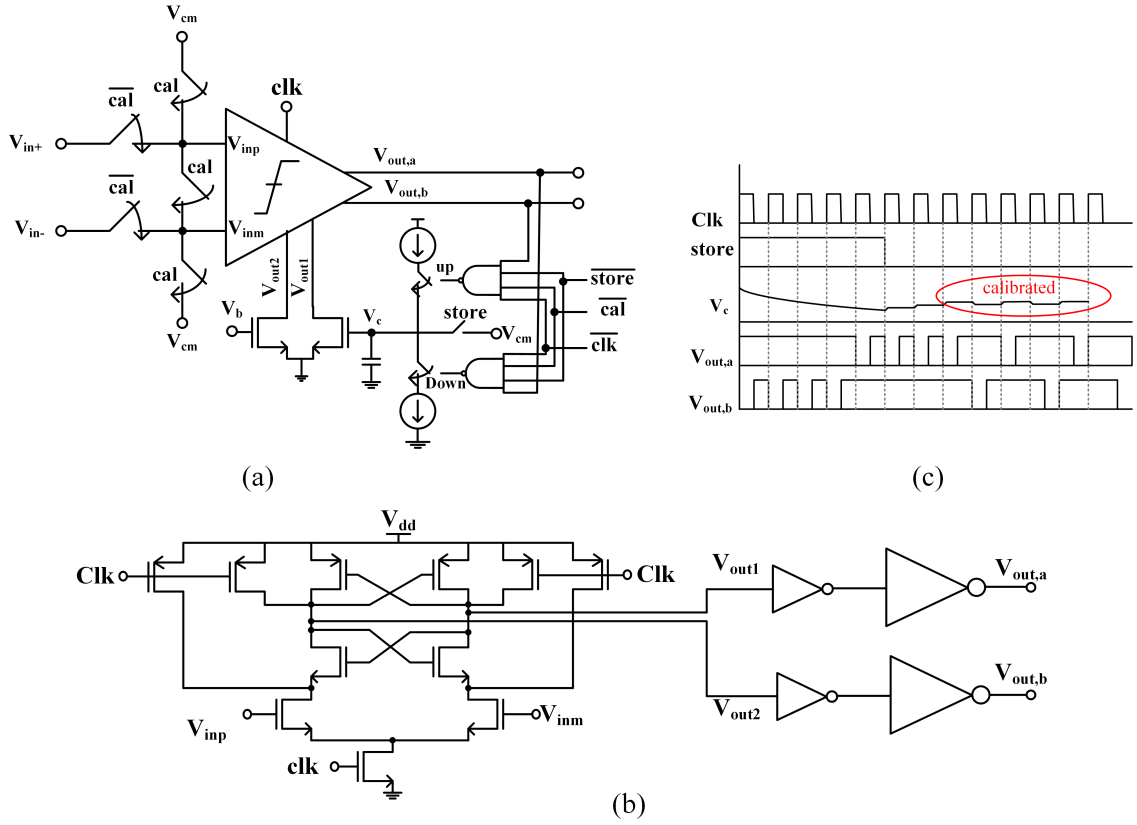 Vcm
cal
cal
clk
Vin+
Vinp
Vout,a
cal
Vout,b
cal
Vin-
Vinm
cal
Vout2
Vout1
up
store
cal
clk
Vb
Vc
store
Vcm
Vcm
Down
(a)
Clk
store
calibrated
Vc
Vout,a
Vout,b
(c)
Vdd
Clk
Clk
Vout1
Vout,a
Vinp
Vinm
Vout2
Vout,b
clk
(b)